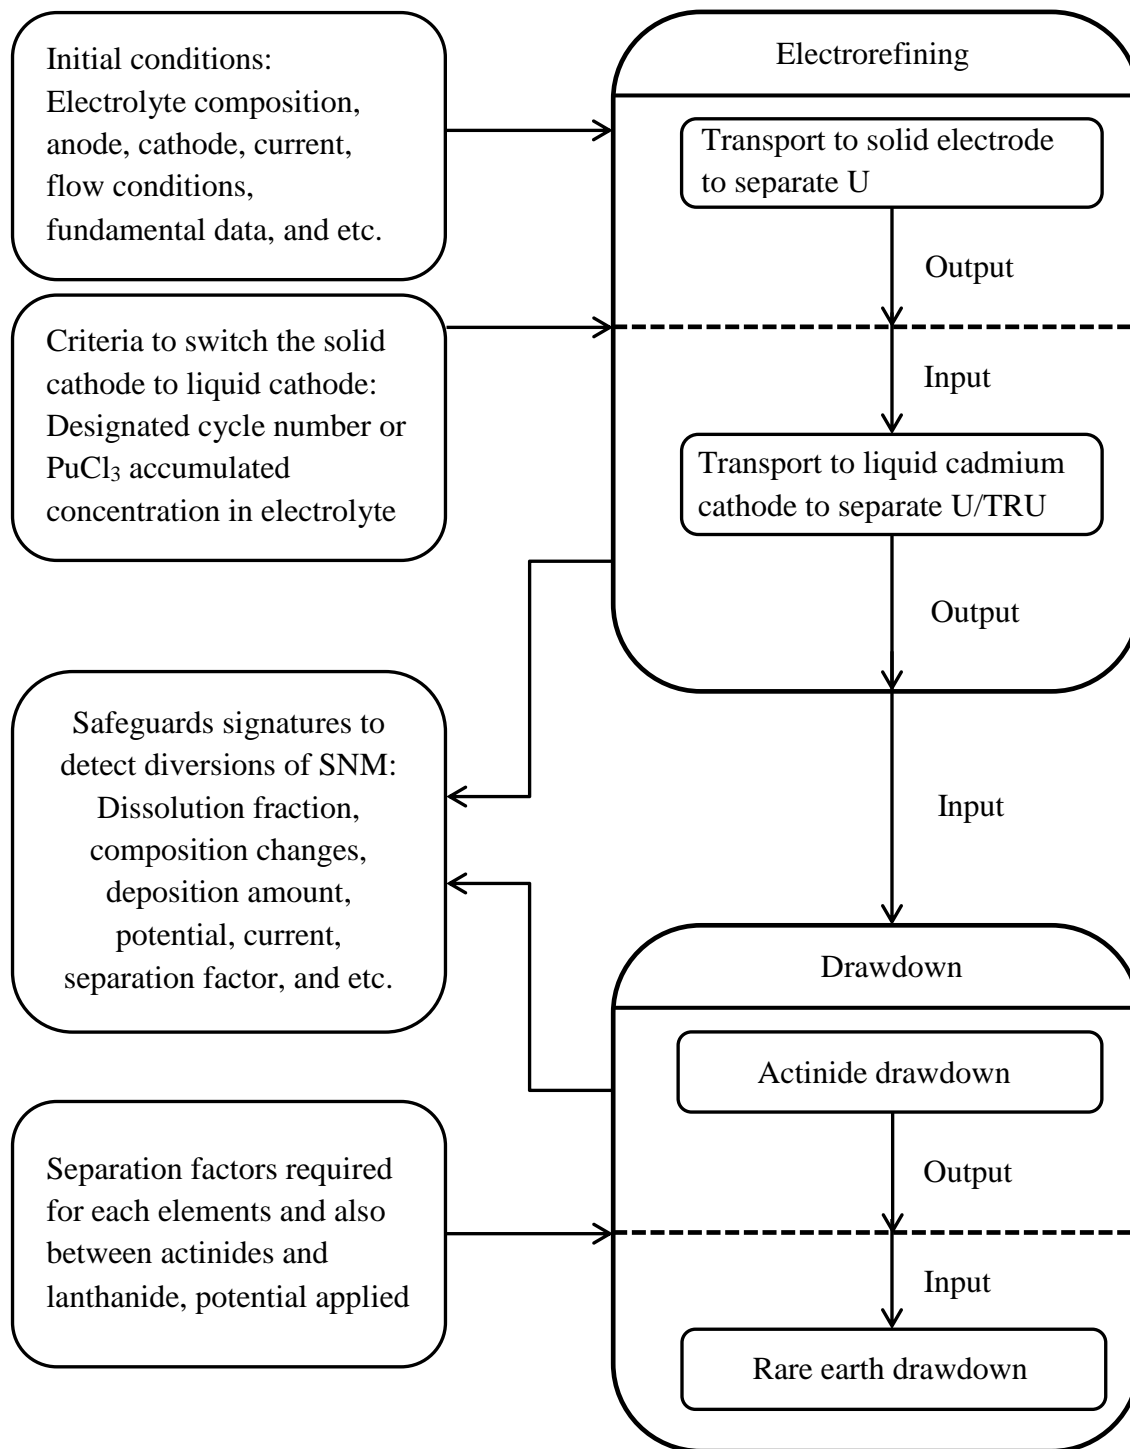 Initial conditions:
Electrolyte composition,
anode, cathode, current,
flow conditions,
fundamental data, and etc.
Criteria to switch the solid
cathode to liquid cathode:
Designated cycle number or
PuCl₃ accumulated
concentration in electrolyte
Electrorefining
Transport to solid electrode
to separate U
Output
Input
Transport to liquid cadmium
cathode to separate U/TRU
Output
Input
Safeguards signatures to
detect diversions of SNM:
Dissolution fraction,
composition changes,
deposition amount,
potential, current,
separation factor, and etc.
Drawdown
Actinide drawdown
Output
Input
Rare earth drawdown
Separation factors required
for each elements and also
between actinides and
lanthanide, potential applied